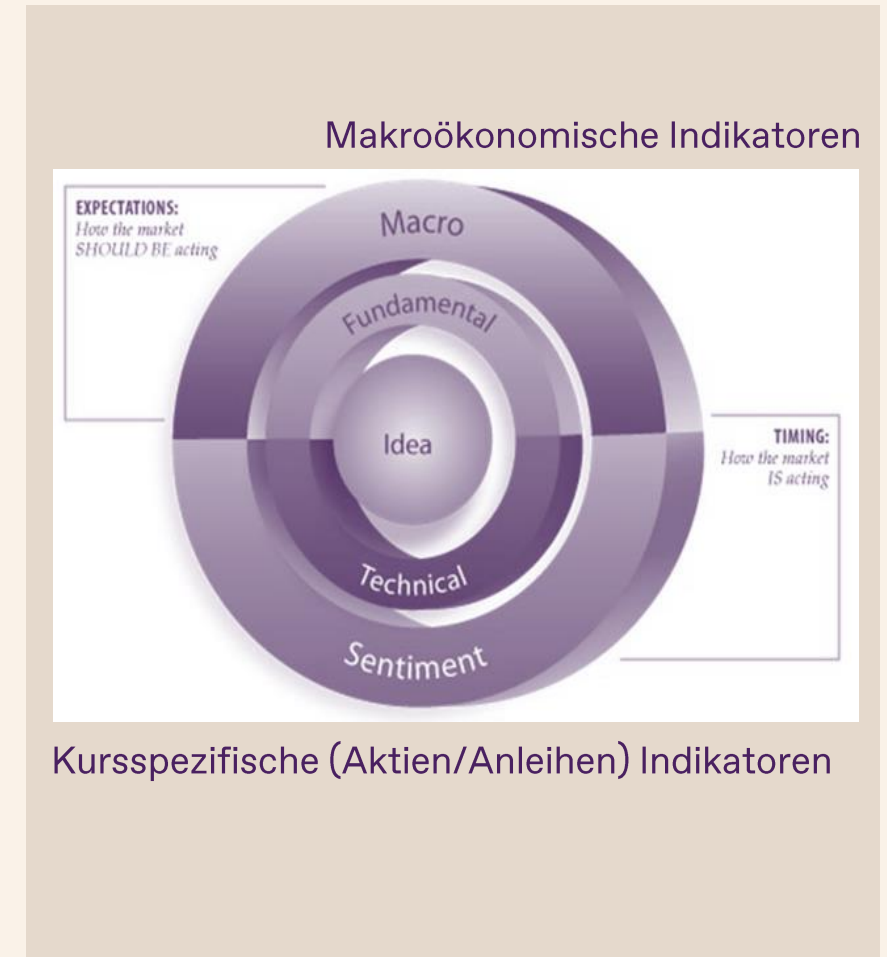 Makroökonomische Indikatoren
EXPECTATIONS:
How the market
SHOULD BE acting
Macro
Fundamental
Idea
TIMING:
How the market
IS acting
Technical
Sentiment
Kursspezifische (Aktien/Anleihen) Indikatoren